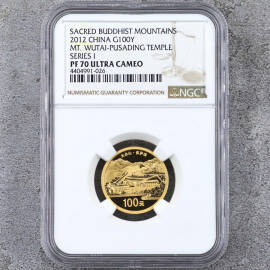 SACRED BUDDHIST MOUNTAINS
2012 CHINA G100Y
MT. WUTAI-PUSADING TEMPLE
SERIES I
PF 70 ULTRA CAMEO
4404991-026
NUMISMATIC GUARANTY CORPORATION
NGC
100元